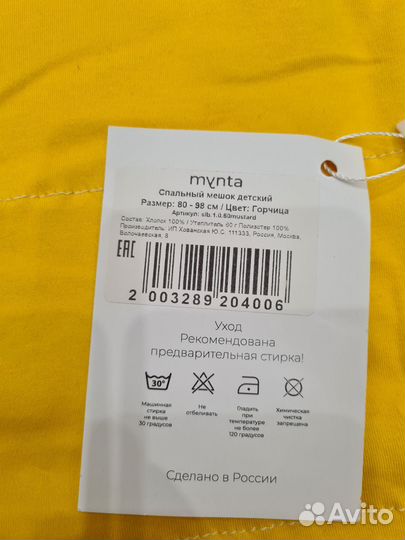 mynta
Спальный мешок детский
Размер: 80 - 98 см / Цвет: Горчица
Артикул: slb.1.0.60mustard
Состав: Хлопок 100% / Утеплитель 60 г Полиэстер 100%
Производитель: ИП Хованская Ю.С. 111333, Россия, Москва,
Волочаевская, 8
EAC
2 003289 204006
Уход
Рекомендована
предварительная стирка!
30°
Машинная
стирка
не выше
30 градусов
Не
отбеливать
Гладить
при
температуре
не более
120 градусов
Химическая
чистка
запрещена
Сделано в России
Avito